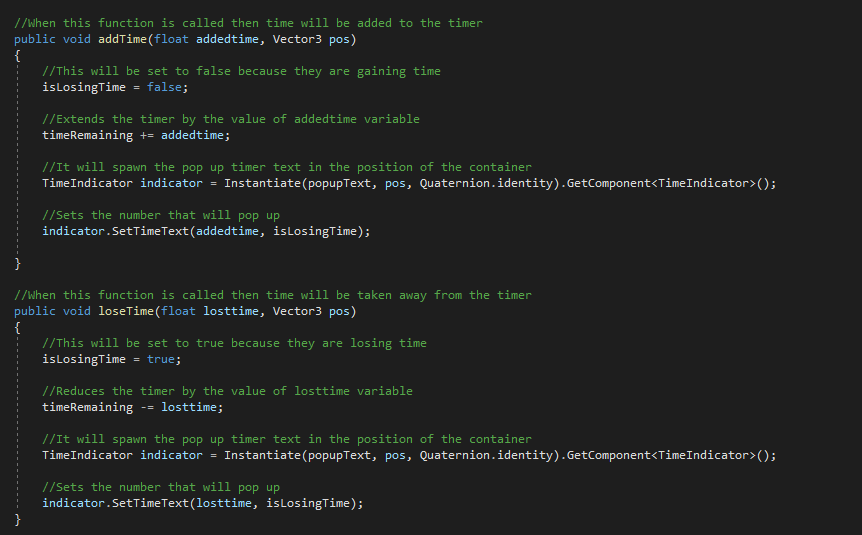 //When this function is called then time will be added to the timer
public void addTime(float addedtime, Vector3 pos)
{
//This will be set to false because they are gaining time
isLosingTime = false;
//Extends the timer by the value of addedtime variable
timeRemaining += addedtime;
//It will spawn the pop up timer text in the position of the container
TimeIndicator indicator = Instantiate(popupText, pos, Quaternion.identity).GetComponent<TimeIndicator>();
//Sets the number that will pop up
indicator.SetTimeText(addedtime, isLosingTime);
}
//When this function is called then time will be taken away from the timer
public void loseTime(float losttime, Vector3 pos)
{
//This will be set to true because they are losing time
isLosingTime = true;
//Reduces the timer by the value of losttime variable
timeRemaining -= losttime;
//It will spawn the pop up timer text in the position of the container
TimeIndicator indicator = Instantiate(popupText, pos, Quaternion.identity).GetComponent<TimeIndicator>();
//Sets the number that will pop up
indicator.SetTimeText(losttime, isLosingTime);
}